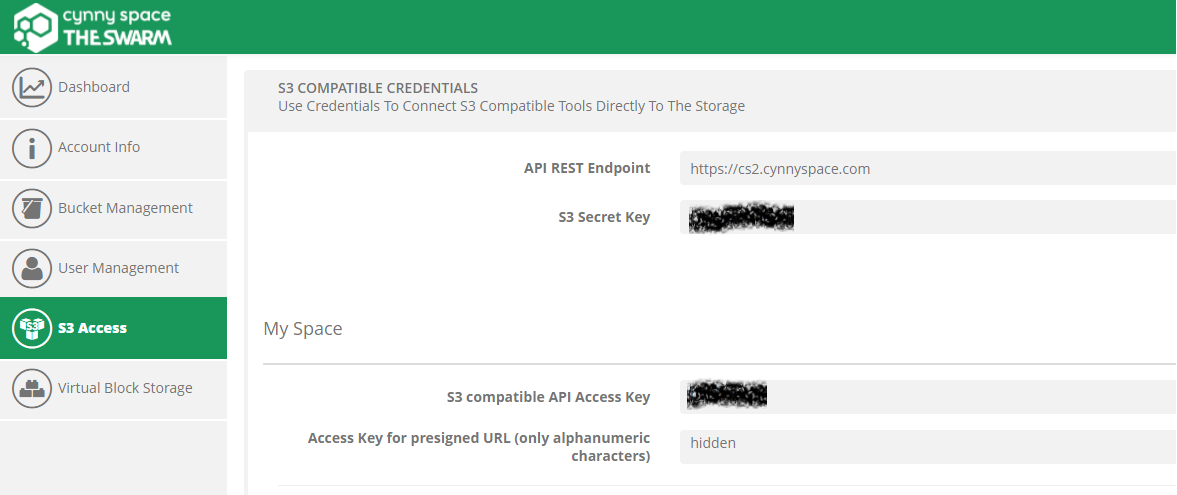 cynny space
THE SWARM
Dashboard
Account Info
Bucket Management
User Management
S3
S3 Access
Virtual Block Storage
S3 COMPATIBLE CREDENTIALS
Use Credentials To Connect S3 Compatible Tools Directly To The Storage
API REST Endpoint https://cs2.cynnyspace.com
S3 Secret Key
My Space
S3 compatible API Access Key
Access Key for presigned URL (only alphanumeric hidden
characters)